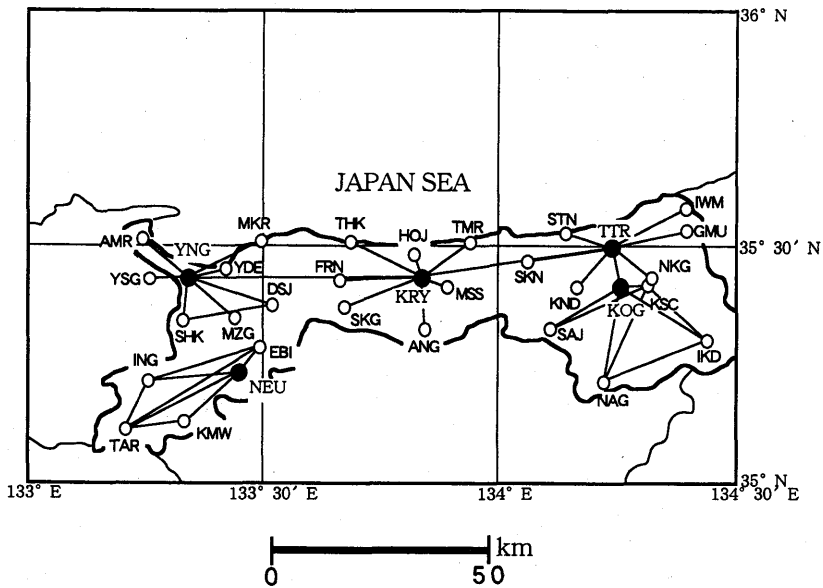 36° N
JAPAN SEA
IWM
STN
TTR
GMU
MKR
THK
HOJ
TMR
AMR
YNG
35° 30′ N
YDE
FRN
SKN
NKG
YSG
DSJ
KRY
MSS
KND
KSC
KOG
SKG
SHK
MZG
ANG
SAJ
IKD
ING
EBI
NEU
NAG
TAR
KMW
35° N
133° E
133° 30′ E
134° E
134° 30′ E
km
0 50